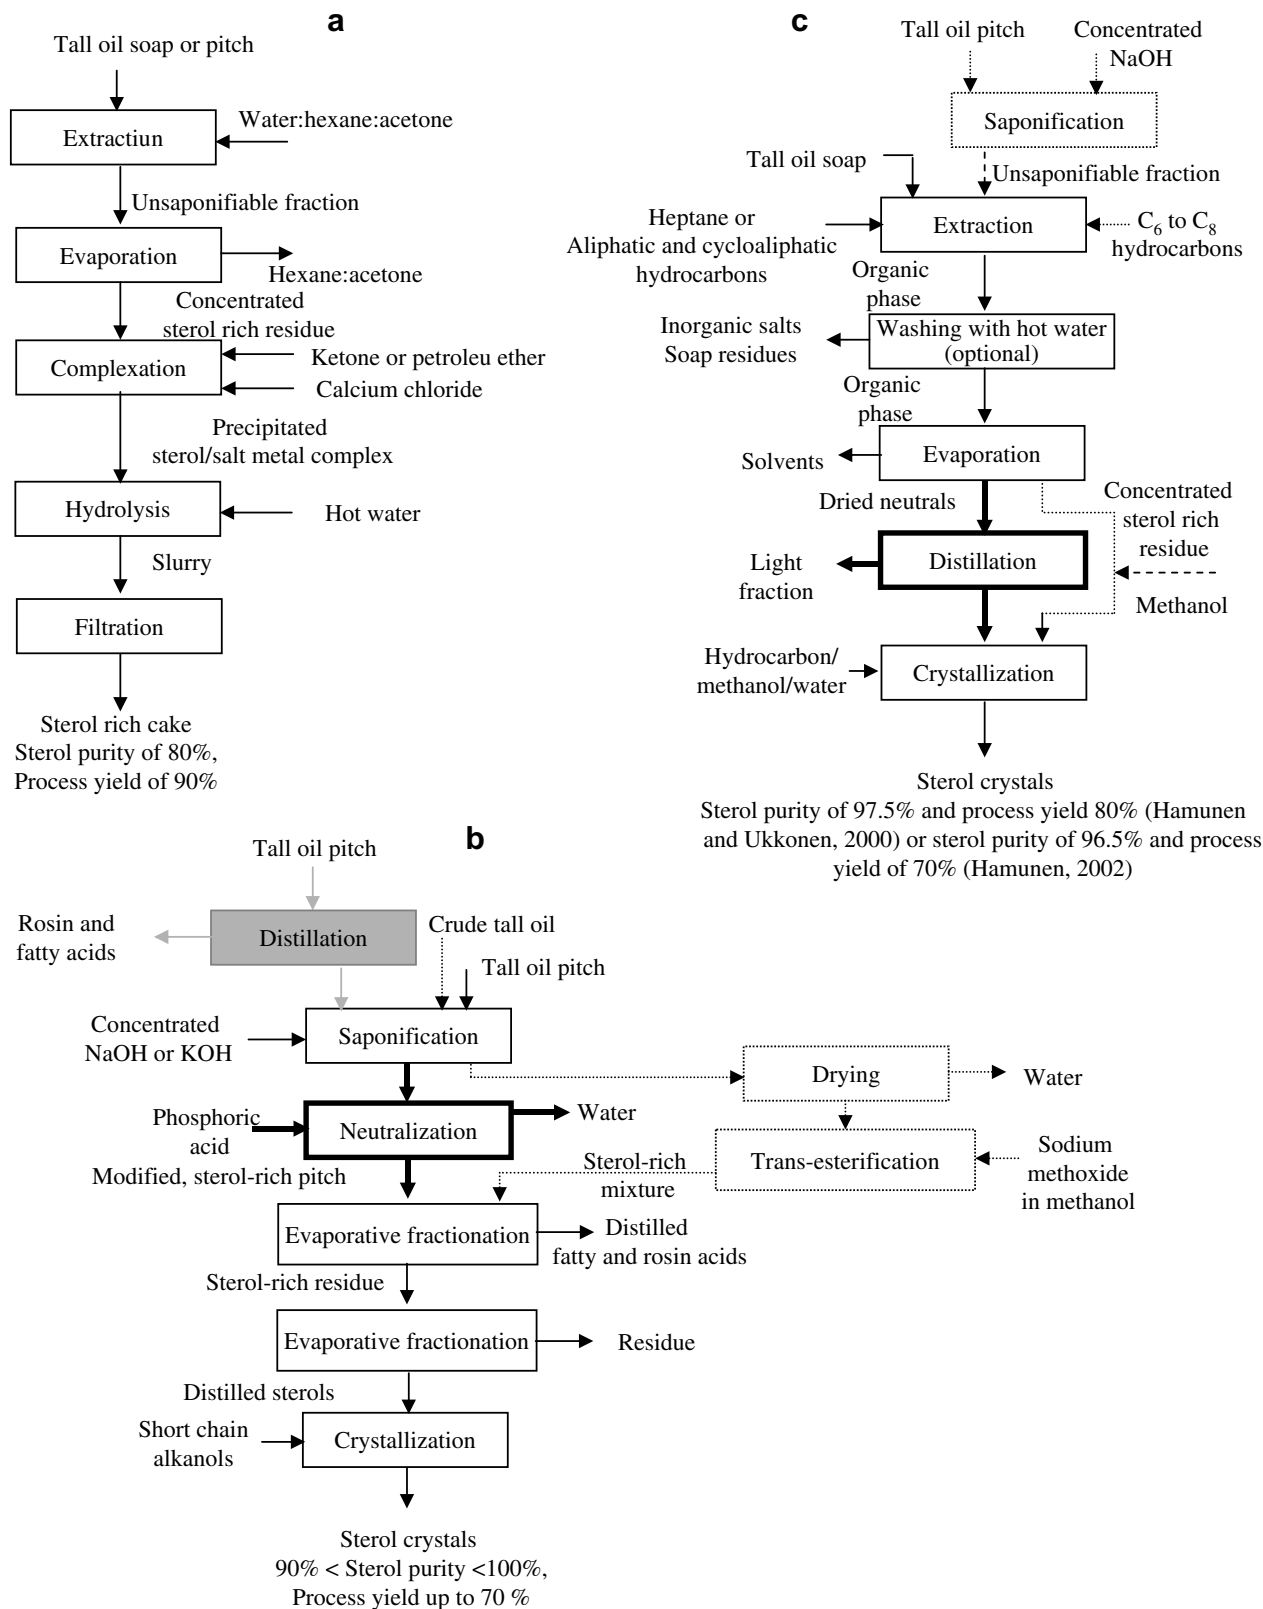 a
Tall oil soap or pitch
Extractiun
Water:hexane:acetone
Unsaponifiable fraction
Evaporation
Hexane:acetone
Concentrated
sterol rich residue
Complexation
Ketone or petroleu ether
Calcium chloride
Precipitated
sterol/salt metal complex
Hydrolysis
Hot water
Slurry
Filtration
Sterol rich cake
Sterol purity of 80%,
Process yield of 90%
c
Tall oil pitch
Concentrated
NaOH
Saponification
Tall oil soap
Unsaponifiable fraction
Heptane or
Aliphatic and cycloaliphatic
hydrocarbons
Extraction
C6 to C8
hydrocarbons
Organic
phase
Inorganic salts
Soap residues
Washing with hot water
(optional)
Organic
phase
Solvents
Evaporation
Dried neutrals
Concentrated
sterol rich
residue
Light
fraction
Distillation
Methanol
Hydrocarbon/
methanol/water
Crystallization
Sterol crystals
Sterol purity of 97.5% and process yield 80% (Hamunen
and Ukkonen, 2000) or sterol purity of 96.5% and process
yield of 70% (Hamunen, 2002)
b
Tall oil pitch
Rosin and
fatty acids
Distillation
Crude tall oil
Tall oil pitch
Concentrated
NaOH or KOH
Saponification
Drying
Water
Phosphoric
acid
Neutralization
Water
Modified, sterol-rich pitch
Sterol-rich
mixture
Trans-esterification
Sodium
methoxide
in methanol
Evaporative fractionation
Distilled
fatty and rosin acids
Sterol-rich residue
Evaporative fractionation
Residue
Distilled sterols
Short chain
alkanols
Crystallization
Sterol crystals
90% < Sterol purity <100%,
Process yield up to 70 %